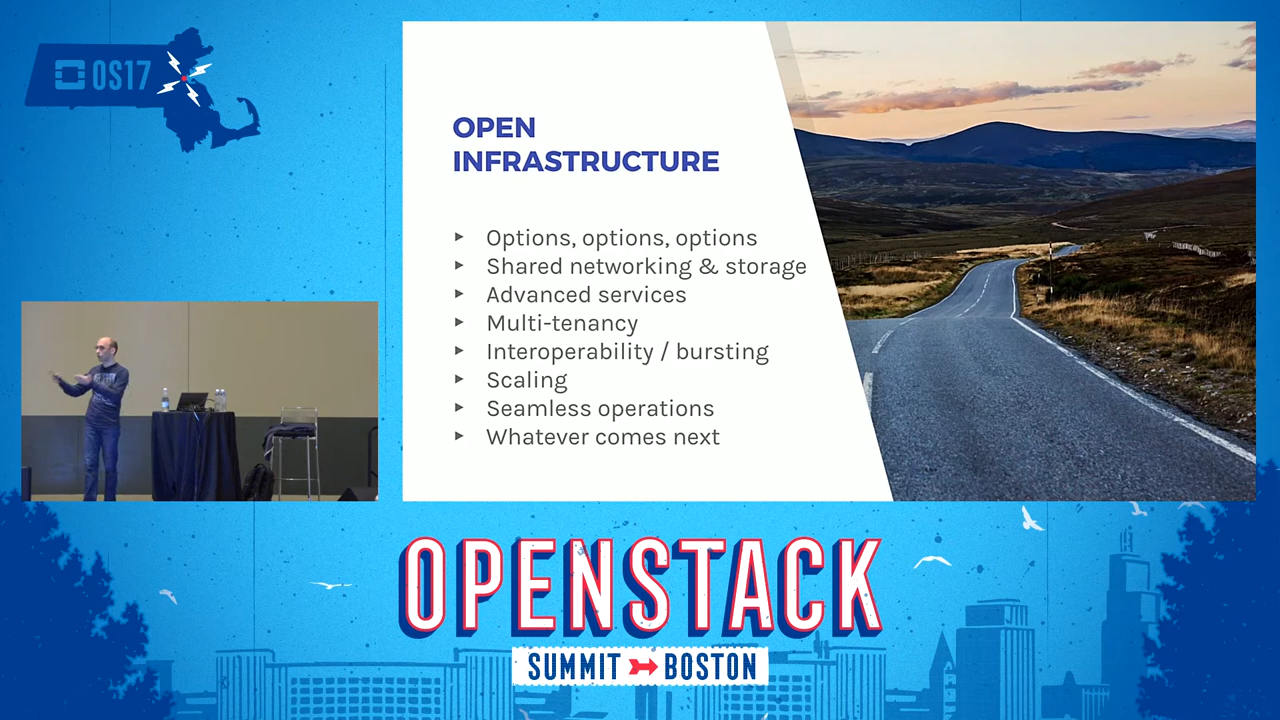 OS17
OPEN
INFRASTRUCTURE
‣ Options, options, options
‣ Shared networking & storage
‣ Advanced services
‣ Multi-tenancy
‣ Interoperability / bursting
‣ Scaling
‣ Seamless operations
‣ Whatever comes next
OPENSTACK
SUMMIT BOSTON